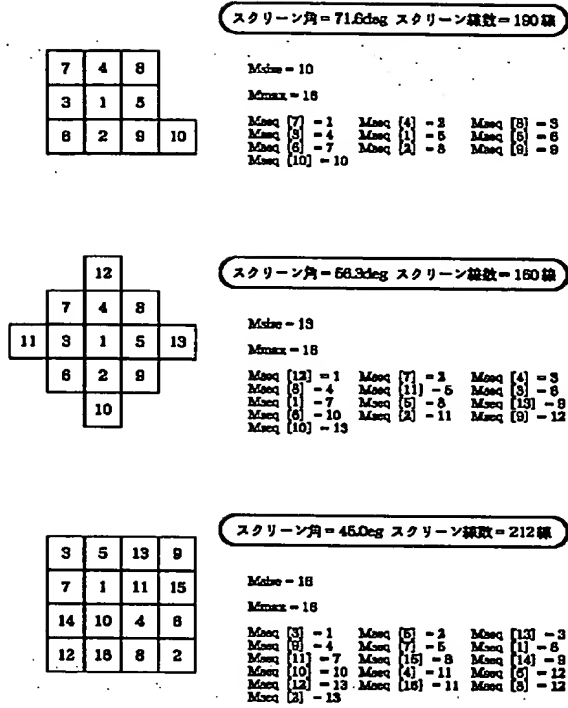 スクリーン角=71.6deg スクリーン線数=190線
7 4 8
3 1 5
6 2 9 10
Msize = 10
Mmax = 16
Mseq [7] = 1 Mseq [4] = 2 Mseq [8] = 3
Mseq [3] = 4 Mseq [1] = 5 Mseq [5] = 6
Mseq [6] = 7 Mseq [2] = 8 Mseq [9] = 9
Mseq [10] = 10
スクリーン角=56.3deg スクリーン線数=160線
12
7 4 8
11 3 1 5 13
6 2 9
10
Msize = 13
Mmax = 16
Mseq [12] = 1 Mseq [7] = 2 Mseq [4] = 3
Mseq [8] = 4 Mseq [11] = 5 Mseq [3] = 6
Mseq [1] = 7 Mseq [5] = 8 Mseq [13] = 9
Mseq [6] = 10 Mseq [2] = 11 Mseq [9] = 12
Mseq [10] = 13
スクリーン角=45.0eg スクリーン線数=212線
3 5 13 9
7 1 11 15
14 10 4 6
12 16 8 2
Msize = 16
Mmax = 16
Mseq [3] = 1 Mseq [5] = 2 Mseq [13] = 3
Mseq [9] = 4 Mseq [7] = 5 Mseq [1] = 6
Mseq [11] = 7 Mseq [15] = 8 Mseq [14] = 9
Mseq [10] = 10 Mseq [4] = 11 Mseq [6] = 12
Mseq [12] = 13 Mseq [16] = 11 Mseq [8] = 12
Mseq [2] = 13